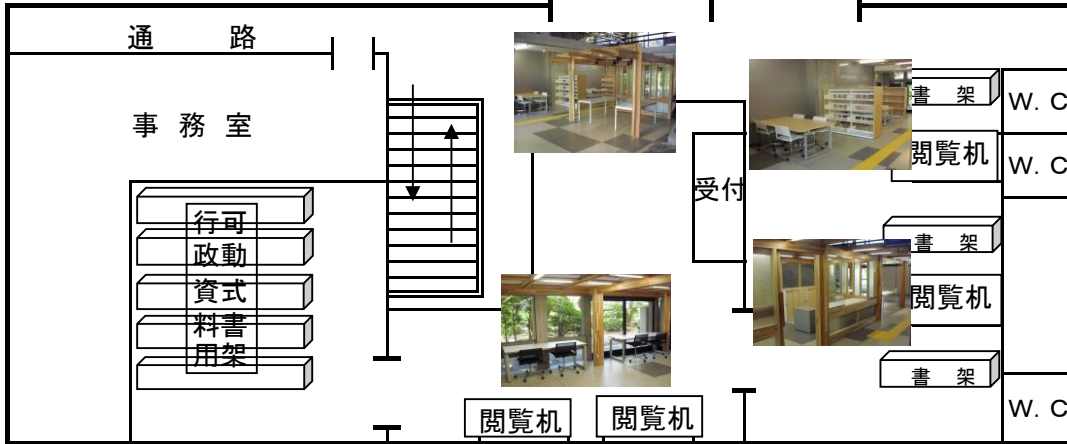 通 路
事 務 室
行可
政動
資式
料書
用架
受付
書 架
閲覧机
書 架
閲覧机
書 架
閲覧机
閲覧机
W. C
W. C
W. C